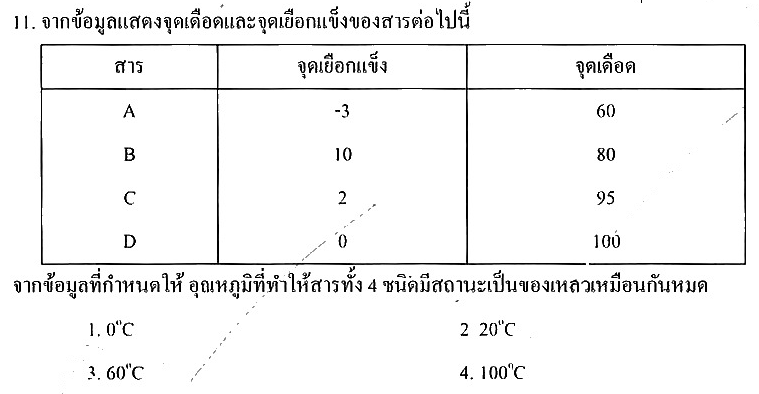 11. จากข้อมูลแสดงจุดเดือดและจุดเยือกแข็งของสารต่อไปนี้
สาร จุดเยือกแข็ง จุดเดือด
A -3 60
B 10 80
C 2 95
D 0 100
จากข้อมูลที่กำหนดให้ อุณหภูมิที่ทำให้สารทั้ง 4 ชนิดมีสถานะเป็นของเหลวเหมือนกันหมด
1. 0°C 2 20°C
3. 60°C 4. 100°C